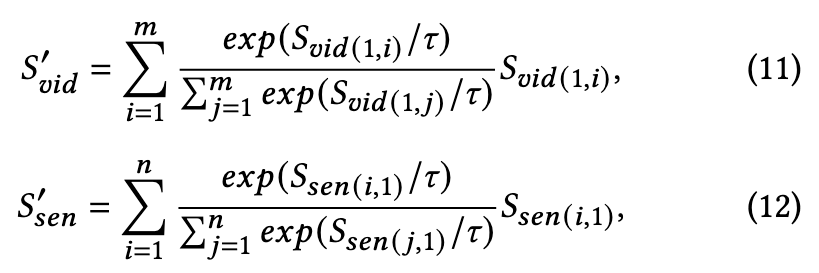 $$S'_{vid} = \sum_{i=1}^{m} \frac{exp(S_{vid(1,i)}/\tau)}{\sum_{j=1}^{m} exp(S_{vid(1,j)}/\tau)} S_{vid(1,i)}, \quad (11)$$
$$S'_{sen} = \sum_{i=1}^{n} \frac{exp(S_{sen(i,1)}/\tau)}{\sum_{j=1}^{n} exp(S_{sen(j,1)}/\tau)} S_{sen(i,1)}, \quad (12)$$